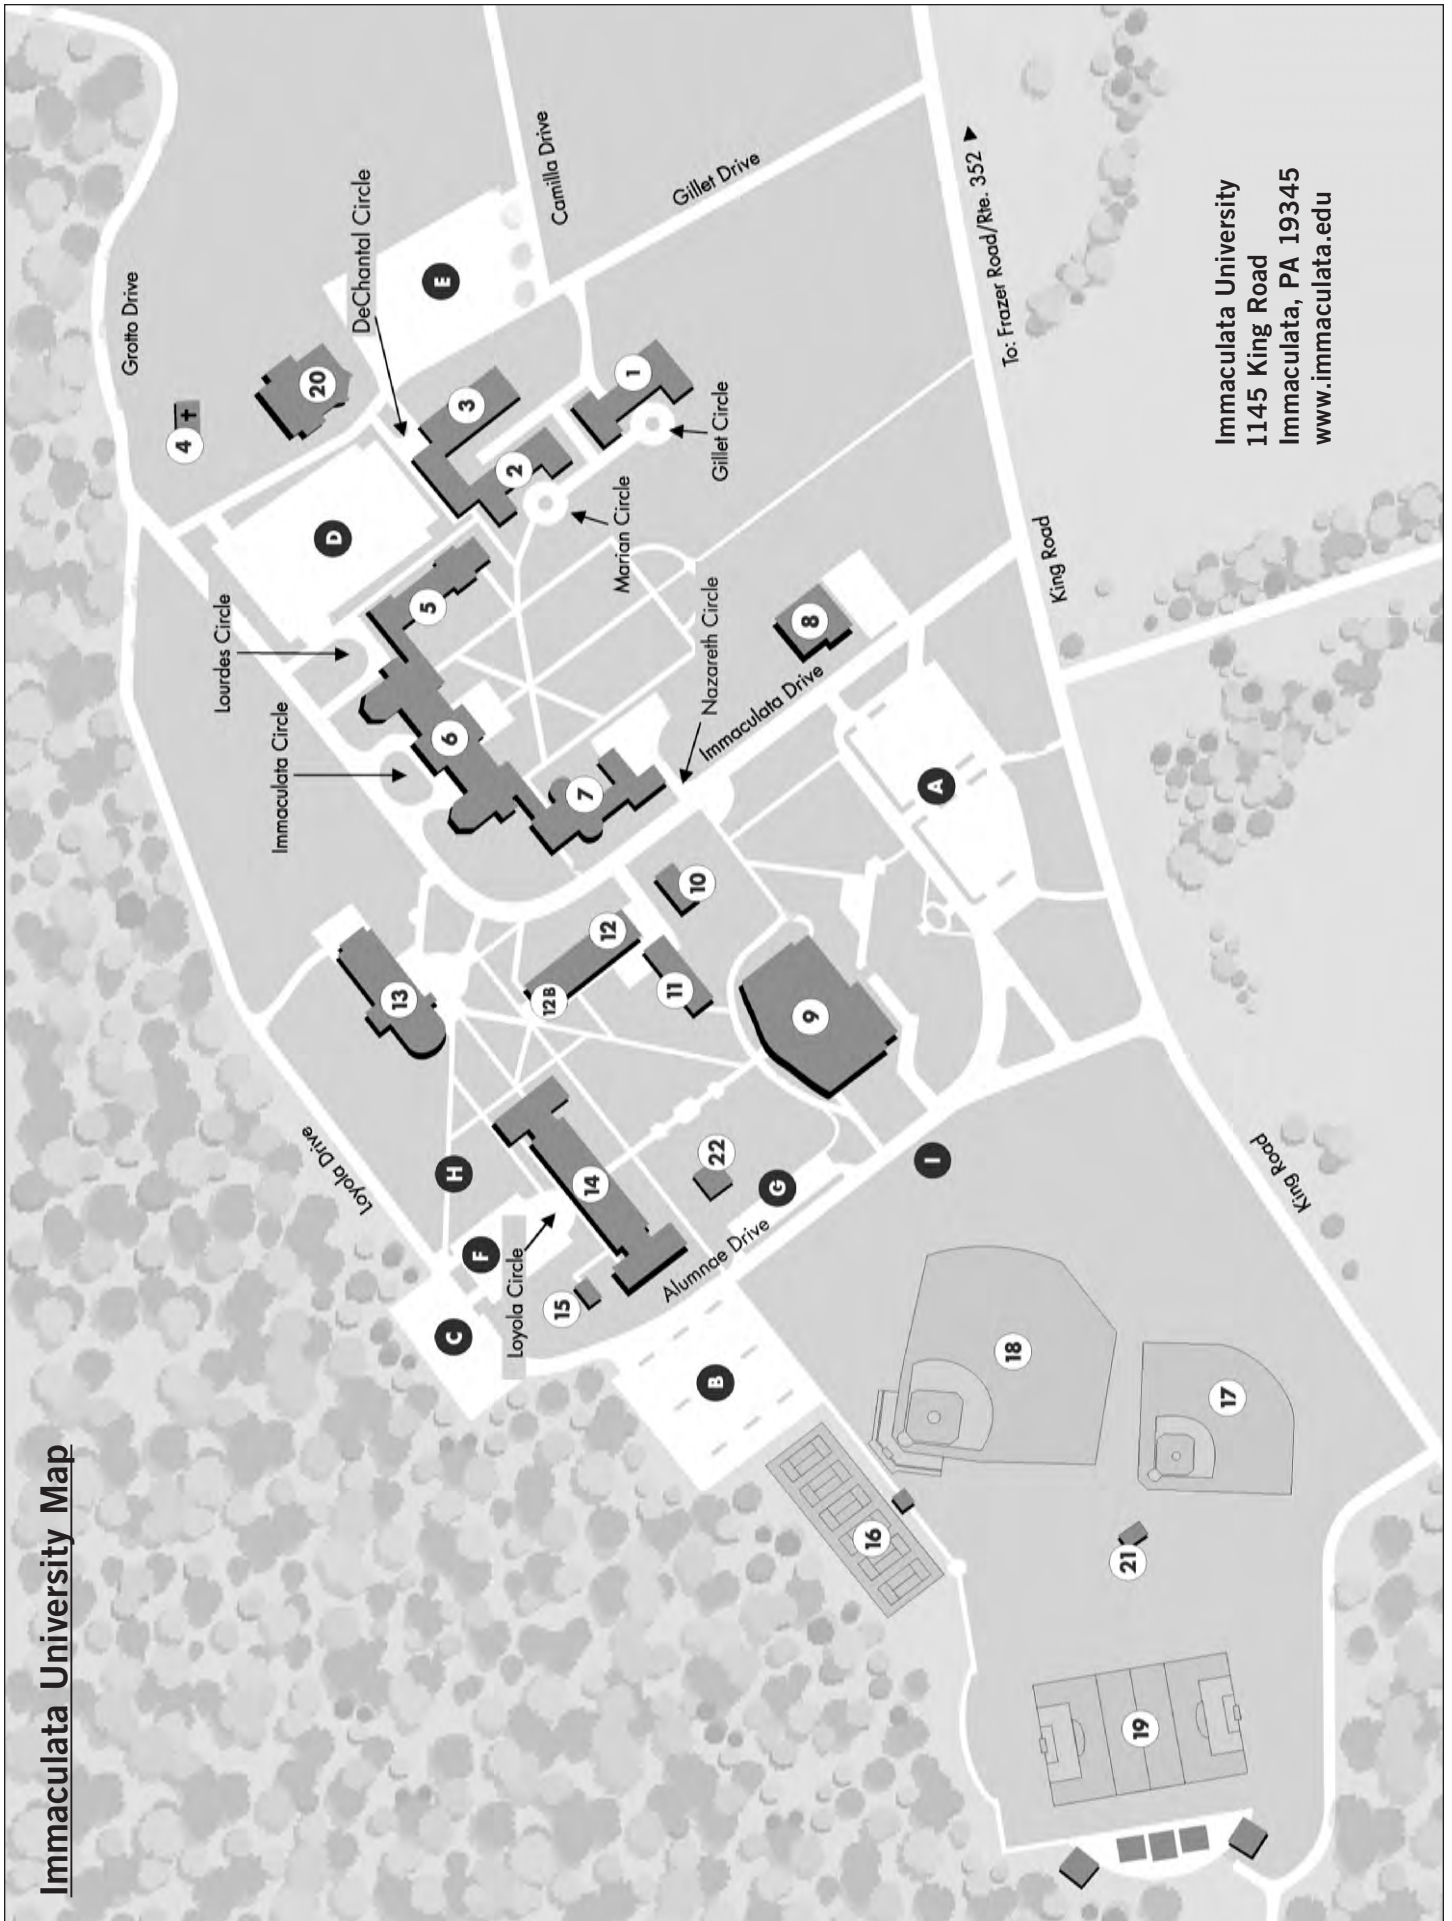 Immaculata University Map
Grotto Drive
4
20
DeChantal Circle
E
Camilla Drive
Gillet Drive
3
2
1
D
Gillet Circle
Marian Circle
Lourdes Circle
5
Immaculata Circle
6
7
Nazareth Circle
8
Immaculata Drive
King Road
To: Frazer Road/Rte. 352
A
10
12
12B
11
13
9
Loyola Drive
H
14
22
G
I
F
Loyola Circle
15
C
Alumnae Drive
B
King Road
18
17
16
21
19
Immaculata University
1145 King Road
Immaculata, PA 19345
www.immaculata.edu